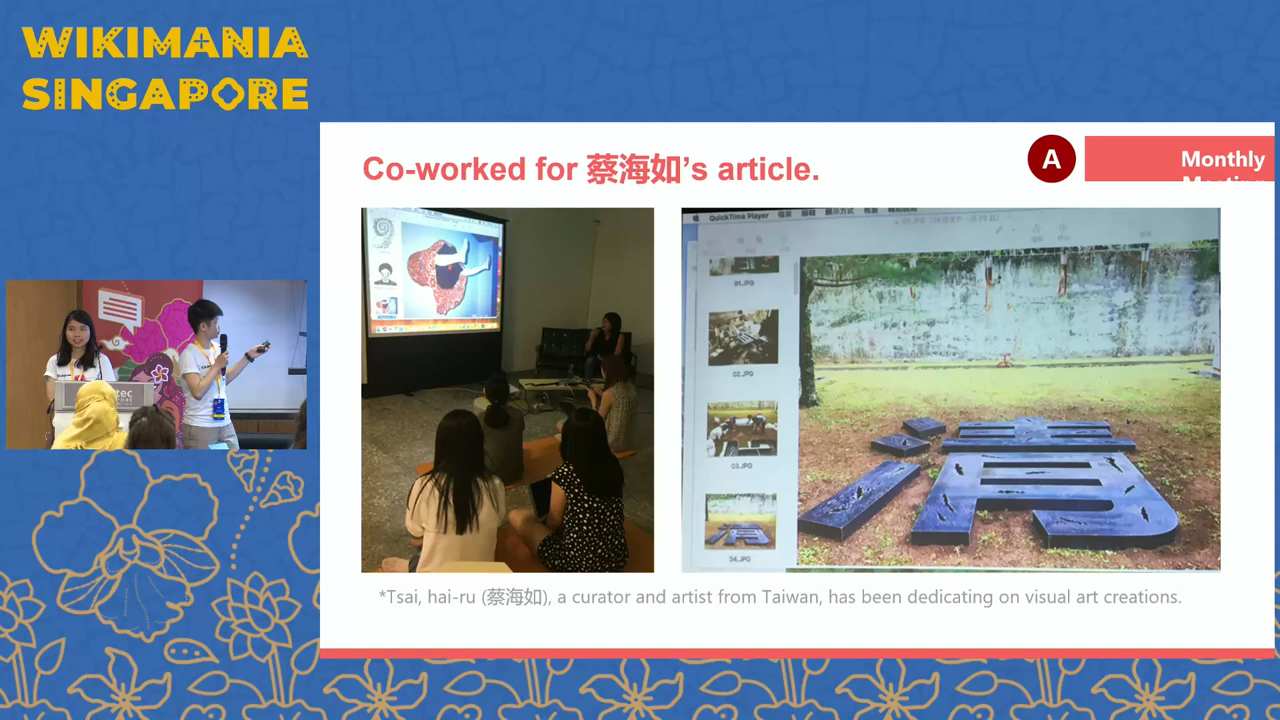 WIKIMANIA
SINGAPORE
Co-worked for 蔡海如's article.
A
Monthly
Meeting
QuickTime Player
01.JPG
02.JPG
03.JPG
04.JPG
*Tsai, hai-ru (蔡海如), a curator and artist from Taiwan, has been dedicating on visual art creations.